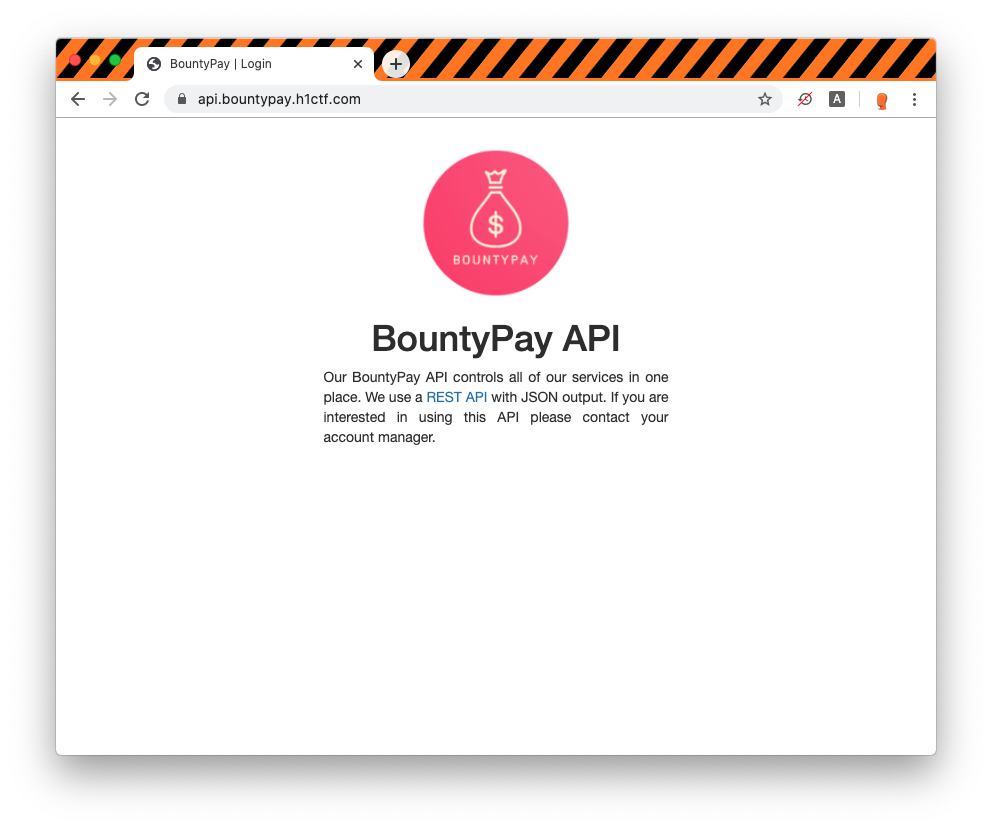 BountyPay | Login
api.bountypay.h1ctf.com
A
$
BOUNTYPAY
BountyPay API
Our BountyPay API controls all of our services in one
place. We use a REST API with JSON output. If you are
interested in using this API please contact your
account manager.